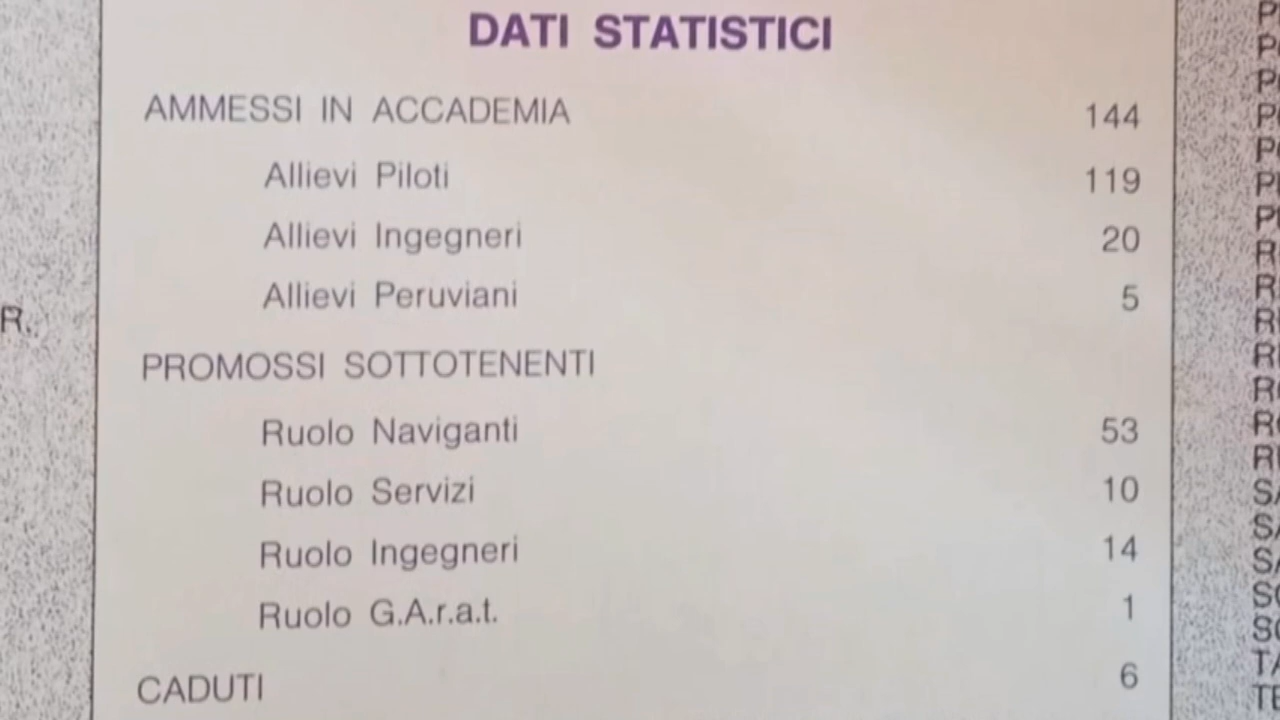 DATI STATISTICI
AMMESSI IN ACCADEMIA 144
Allievi Piloti 119
Allievi Ingegneri 20
Allievi Peruviani 5
PROMOSSI SOTTOTENENTI
Ruolo Naviganti 53
Ruolo Servizi 10
Ruolo Ingegneri 14
Ruolo G.A.r.a.t. 1
CADUTI 6
R.